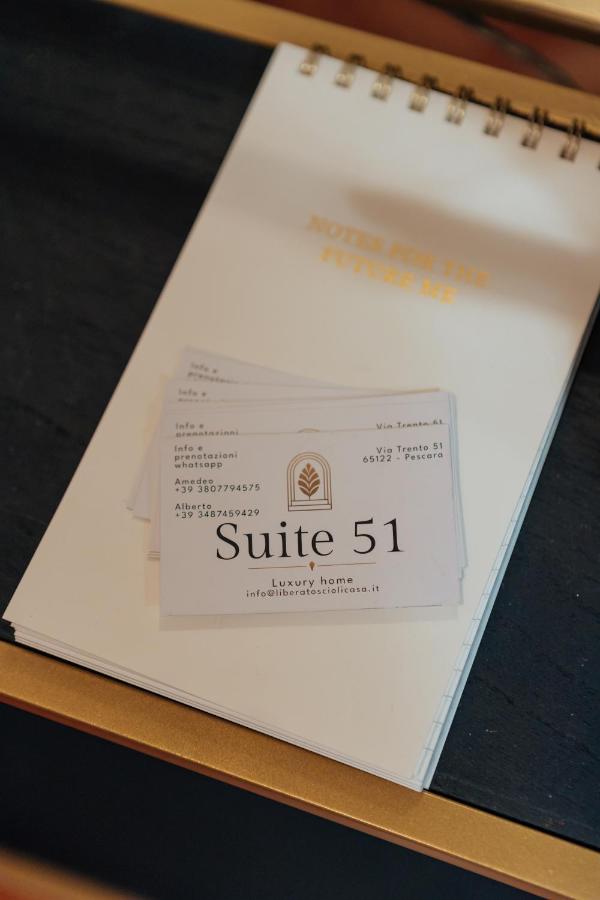 NOTES FOR THE
FUTURE ME
Info e
prenotazioni
Info e
Info e
prenotazioni
Via Trento 51
Info e
prenotazioni
whatsapp
Amedeo
+39 3807794575
Alberto
+39 3487459429
Via Trento 51
65122 - Pescara
Suite 51
Luxury home
info@liberatosciolicasa.it